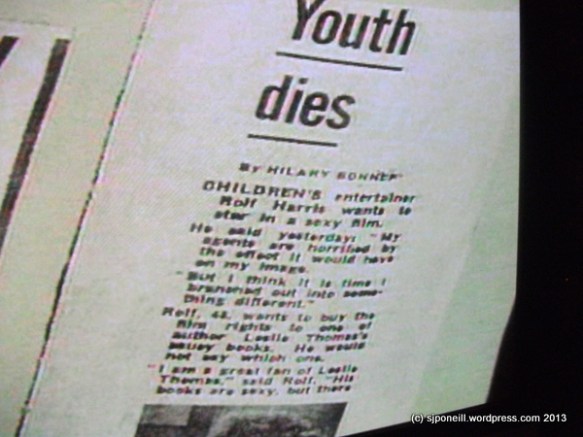 Youth
dies
By HILARY BONNER
CHILDREN'S entertainer
Rolf Harris wants to
star in a sexy film.
He said yesterday: "My
agents are horrified by
the effect it would have
on my image.
"But I think it is time I
branched out into some-
thing different."
Rolf, 48, wants to buy the
film rights to one of
author Leslie Thomas's
books. He would
not say which one.
"I am a great fan of Leslie
Thomas," said Rolf. "His
books are sexy, but there
(c) sjponeill.wordpress.com 2013